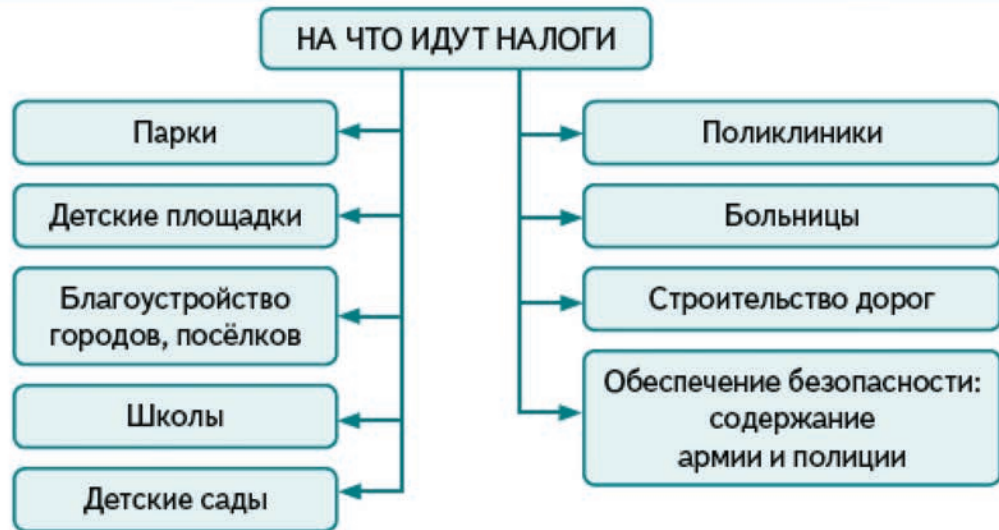 НА ЧТО ИДУТ НАЛОГИ
Парки
Детские площадки
Благоустройство
городов, посёлков
Школы
Детские сады
Поликлиники
Больницы
Строительство дорог
Обеспечение безопасности:
содержание
армии и полиции